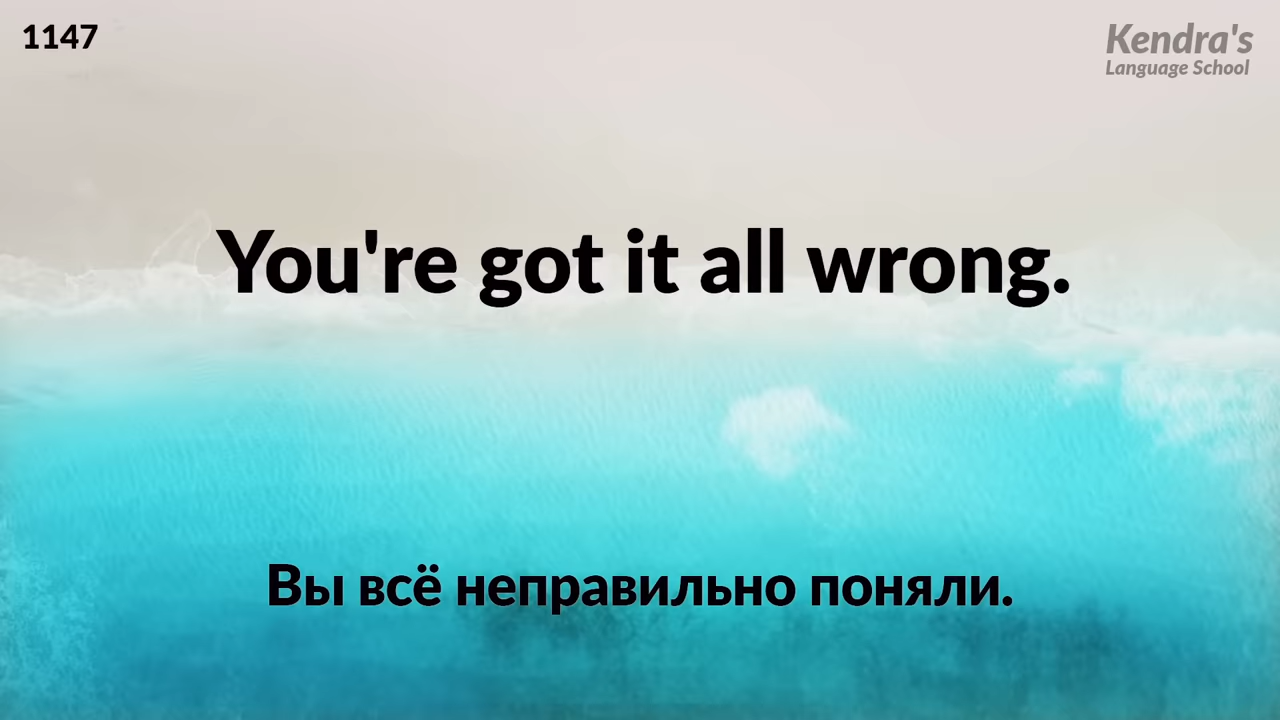 1147
Kendra's
Language School
You're got it all wrong.
Вы всё неправильно поняли.